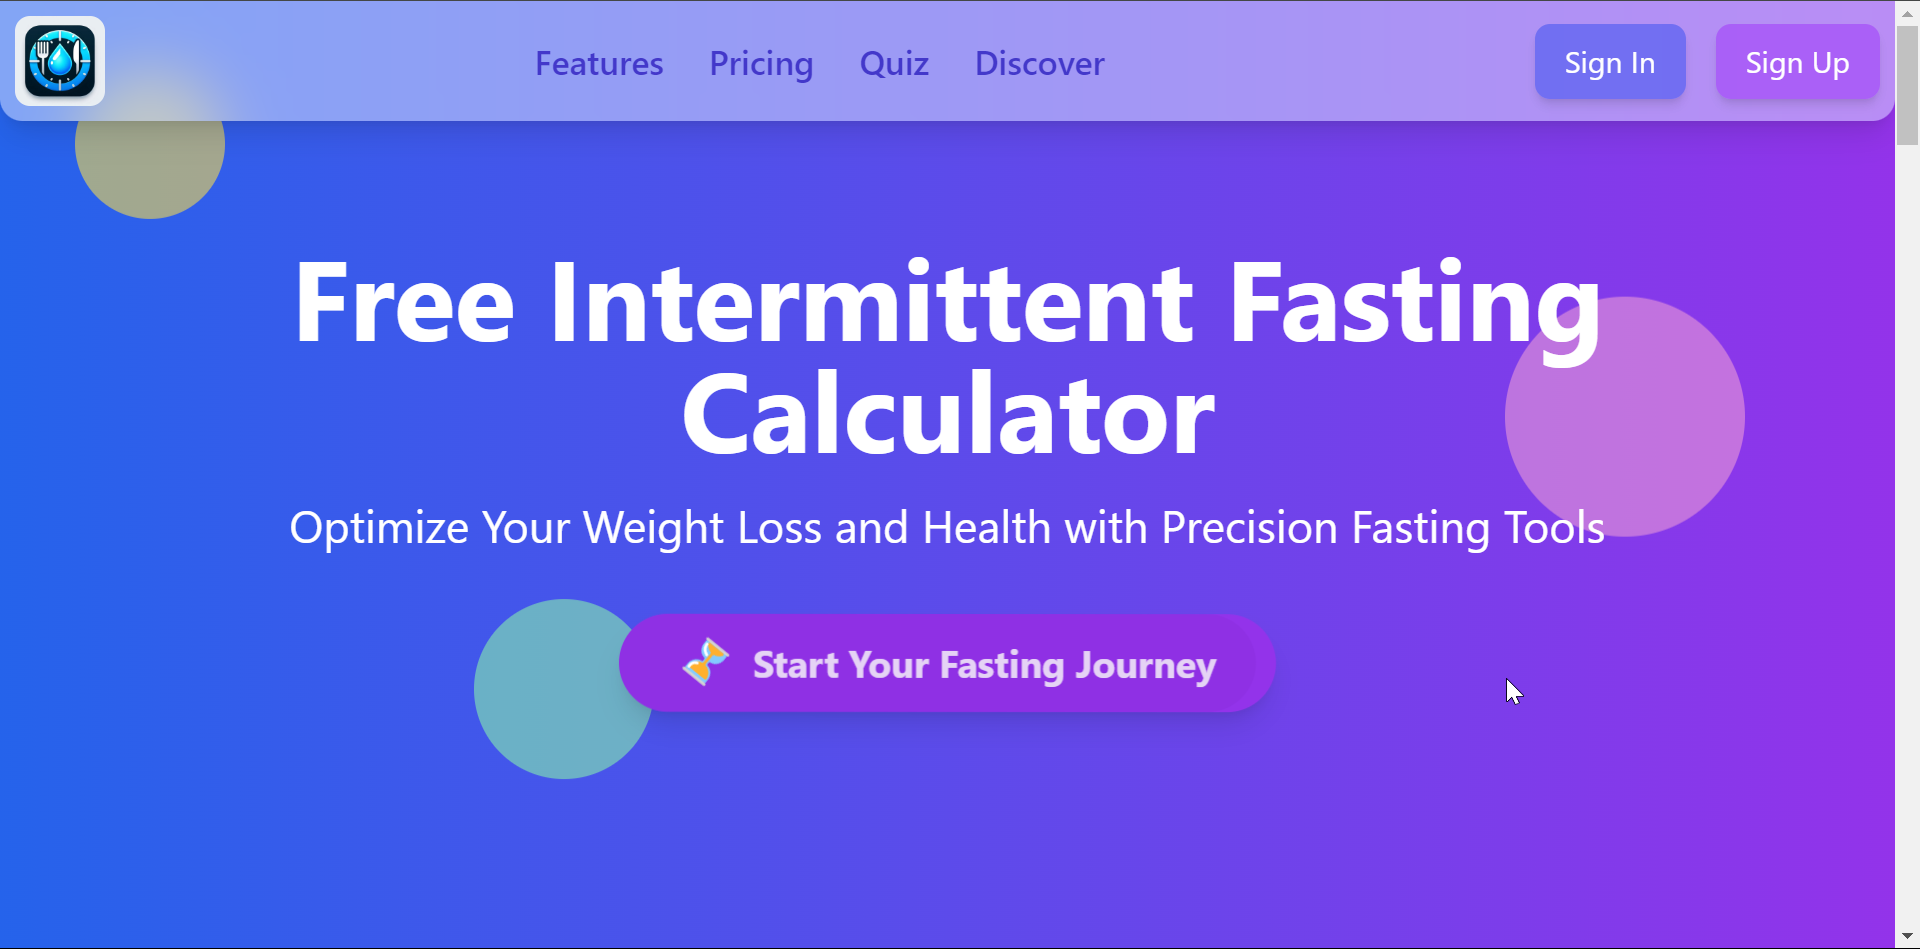 Features Pricing Quiz Discover Sign In Sign Up
Free Intermittent Fasting
Calculator
Optimize Your Weight Loss and Health with Precision Fasting Tools
Start Your Fasting Journey